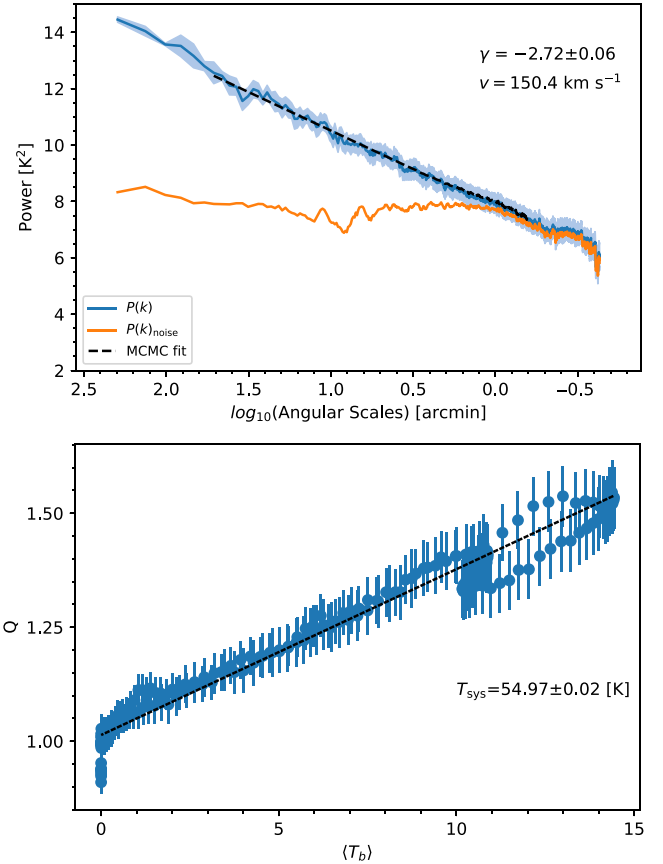 14
12
10
8
6
4
2
Power [K²]
γ = −2.72±0.06
v = 150.4 km s⁻¹
P(k)
P(k)noise
MCMC fit
2.5 2.0 1.5 1.0 0.5 0.0 −0.5
log₁₀(Angular Scales) [arcmin]
1.50
1.25
1.00
Q
Tsys=54.97±0.02 [K]
0 5 10 15
⟨Tb⟩